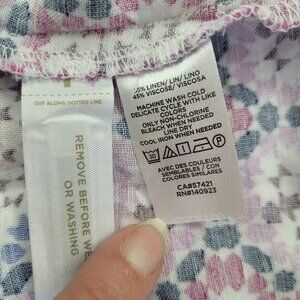 55% LINEN/ LIN/ LINO
45% VISCOSE/ VISCOSA
MACHINE WASH COLD
DELICATE CYCLE WITH LIKE
COLORS
ONLY NON-CHLORINE
BLEACH WHEN NEEDED
LINE DRY
COOL IRON WHEN NEEDED
30
AVEC DES COULEURS
SEMBLABLES / CON
COLORES SIMILARES
CA#57421
RN#140923
CUT ALONG DOTTED LINE
REMOVE BEFORE WE
OR WASHING